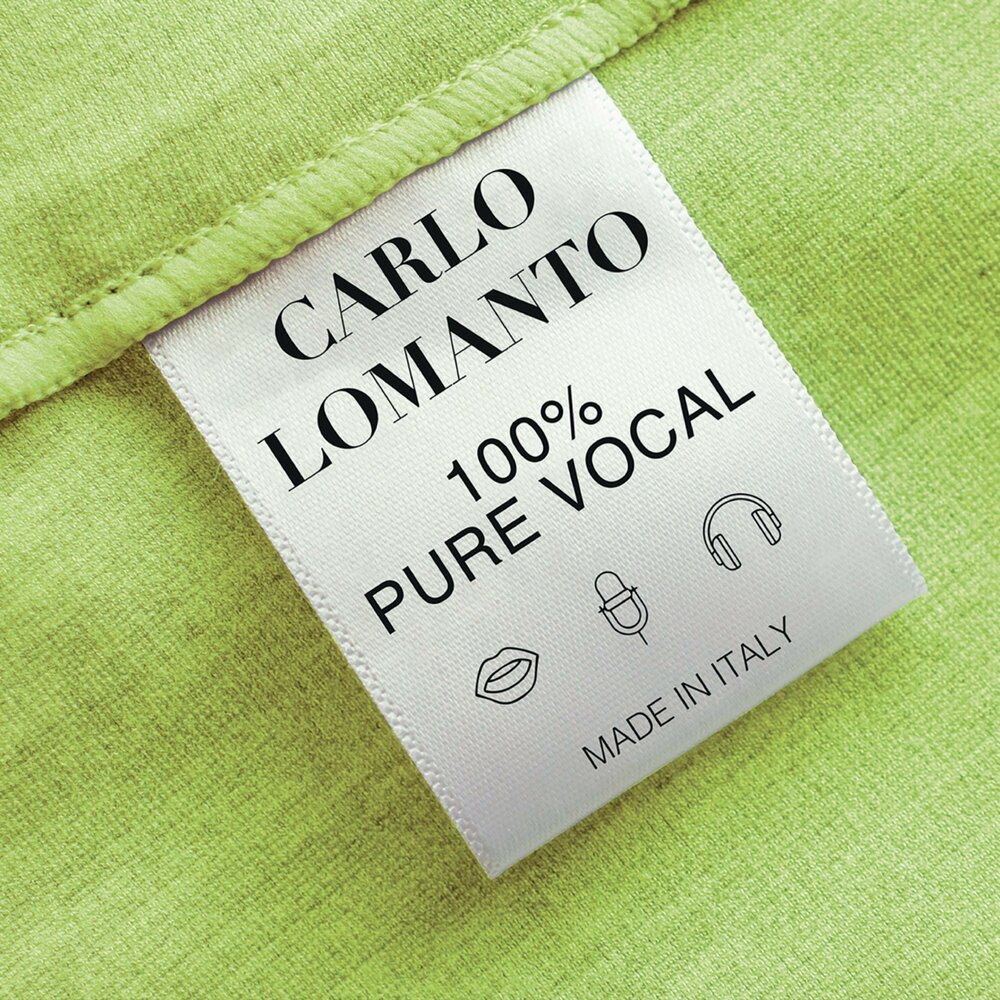 CARLO
LOMANTO
100%
PURE VOCAL
MADE IN ITALY